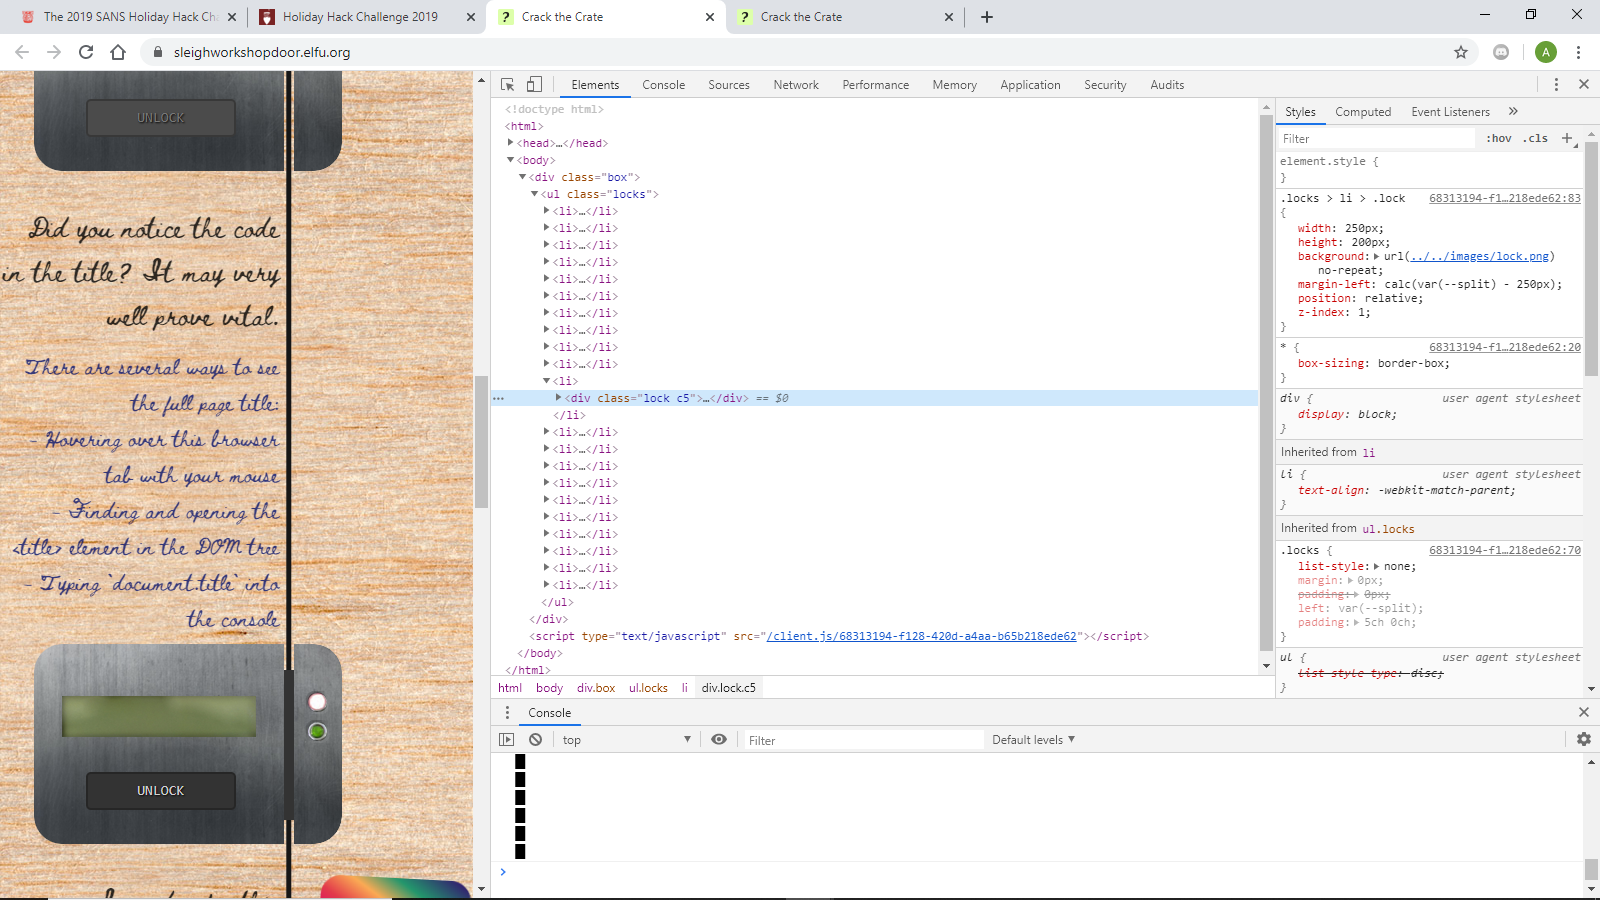 The 2019 SANS Holiday Hack Ch
Holiday Hack Challenge 2019
Crack the Crate
Crack the Crate
sleighworkshopdoor.elfu.org
A
UNLOCK
Did you notice the code
in the title? It may very
well prove vital.
There are several ways to see
the full page title:
- Hovering over this browser
tab with your mouse
- Finding and opening the
<title> element in the DOM tree
- Typing `document.title` into
the console
UNLOCK
Elements Console Sources Network Performance Memory Application Security Audits
<!doctype html>
<html>
<head>…</head>
<body>
<div class="box">
<ul class="locks">
<li>…</li>
<li>…</li>
<li>…</li>
<li>…</li>
<li>…</li>
<li>…</li>
<li>…</li>
<li>…</li>
<li>…</li>
<li>…</li>
<li>
<div class="lock c5">…</div> == $0
</li>
<li>…</li>
<li>…</li>
<li>…</li>
<li>…</li>
<li>…</li>
<li>…</li>
<li>…</li>
<li>…</li>
<li>…</li>
<li>…</li>
</ul>
</div>
<script type="text/javascript" src="/client.js/68313194-f128-420d-a4aa-b65b218ede62"></script>
</body>
</html>
html body div.box ul.locks li div.lock.c5
Styles Computed Event Listeners »
Filter :hov .cls +
element.style {
}
.locks > li > .lock 68313194-f1…218ede62:83
{
width: 250px;
height: 200px;
background: url(../../images/lock.png)
no-repeat;
margin-left: calc(var(--split) - 250px);
position: relative;
z-index: 1;
}
* { 68313194-f1…218ede62:20
box-sizing: border-box;
}
div { user agent stylesheet
display: block;
}
Inherited from li
li { user agent stylesheet
text-align: -webkit-match-parent;
}
Inherited from ul.locks
.locks { 68313194-f1…218ede62:70
list-style: none;
margin: 0px;
padding: 0px;
left: var(--split);
padding: 5ch 0ch;
}
ul { user agent stylesheet
list-style-type: disc;
}
Console
top Filter Default levels